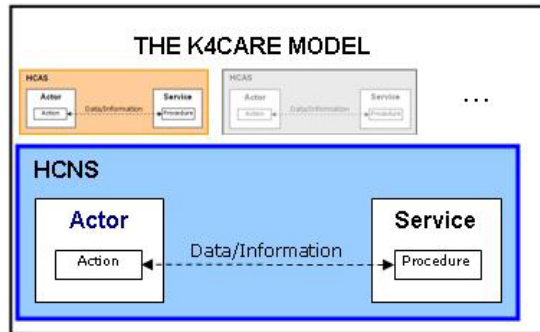 THE K4CARE MODEL
HCAS
Actor
Service
Action
Data/Information
Procedure
HCAS
Actor
Service
Action
Data/Information
Procedure
...
HCNS
Actor
Service
Action
Data/Information
Procedure